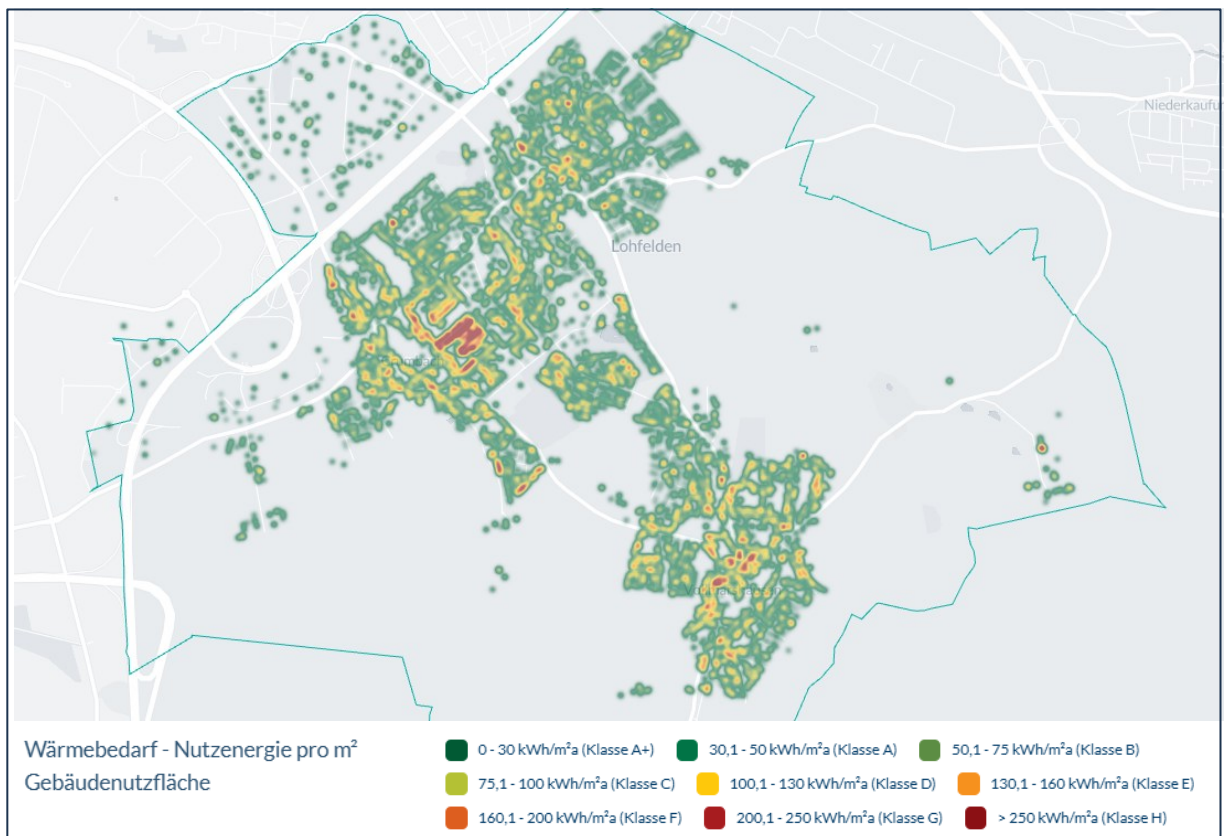 Niederkaufu
Lohfelden
Wärmebedarf - Nutzenergie pro m²
Gebäudenutzfläche
0 - 30 kWh/m²a (Klasse A+)
30,1 - 50 kWh/m²a (Klasse A)
50,1 - 75 kWh/m²a (Klasse B)
75,1 - 100 kWh/m²a (Klasse C)
100,1 - 130 kWh/m²a (Klasse D)
130,1 - 160 kWh/m²a (Klasse E)
160,1 - 200 kWh/m²a (Klasse F)
200,1 - 250 kWh/m²a (Klasse G)
> 250 kWh/m²a (Klasse H)